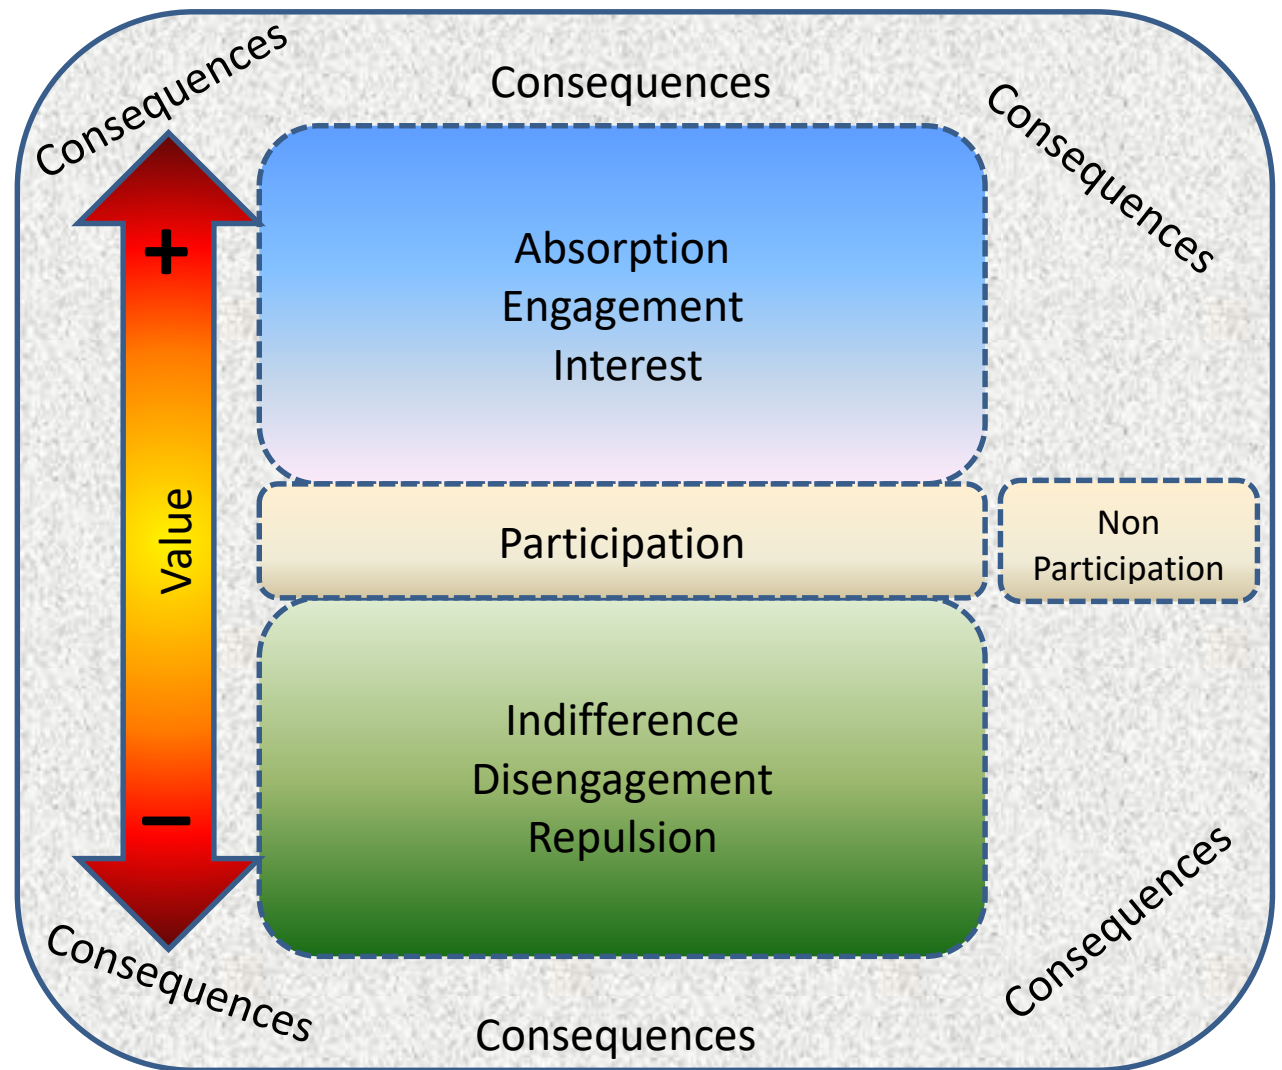 Consequences
Consequences
Consequences
+
Absorption
Engagement
Interest
Value
Participation
Non
Participation
Indifference
Disengagement
Repulsion
–
Consequences
Consequences
Consequences